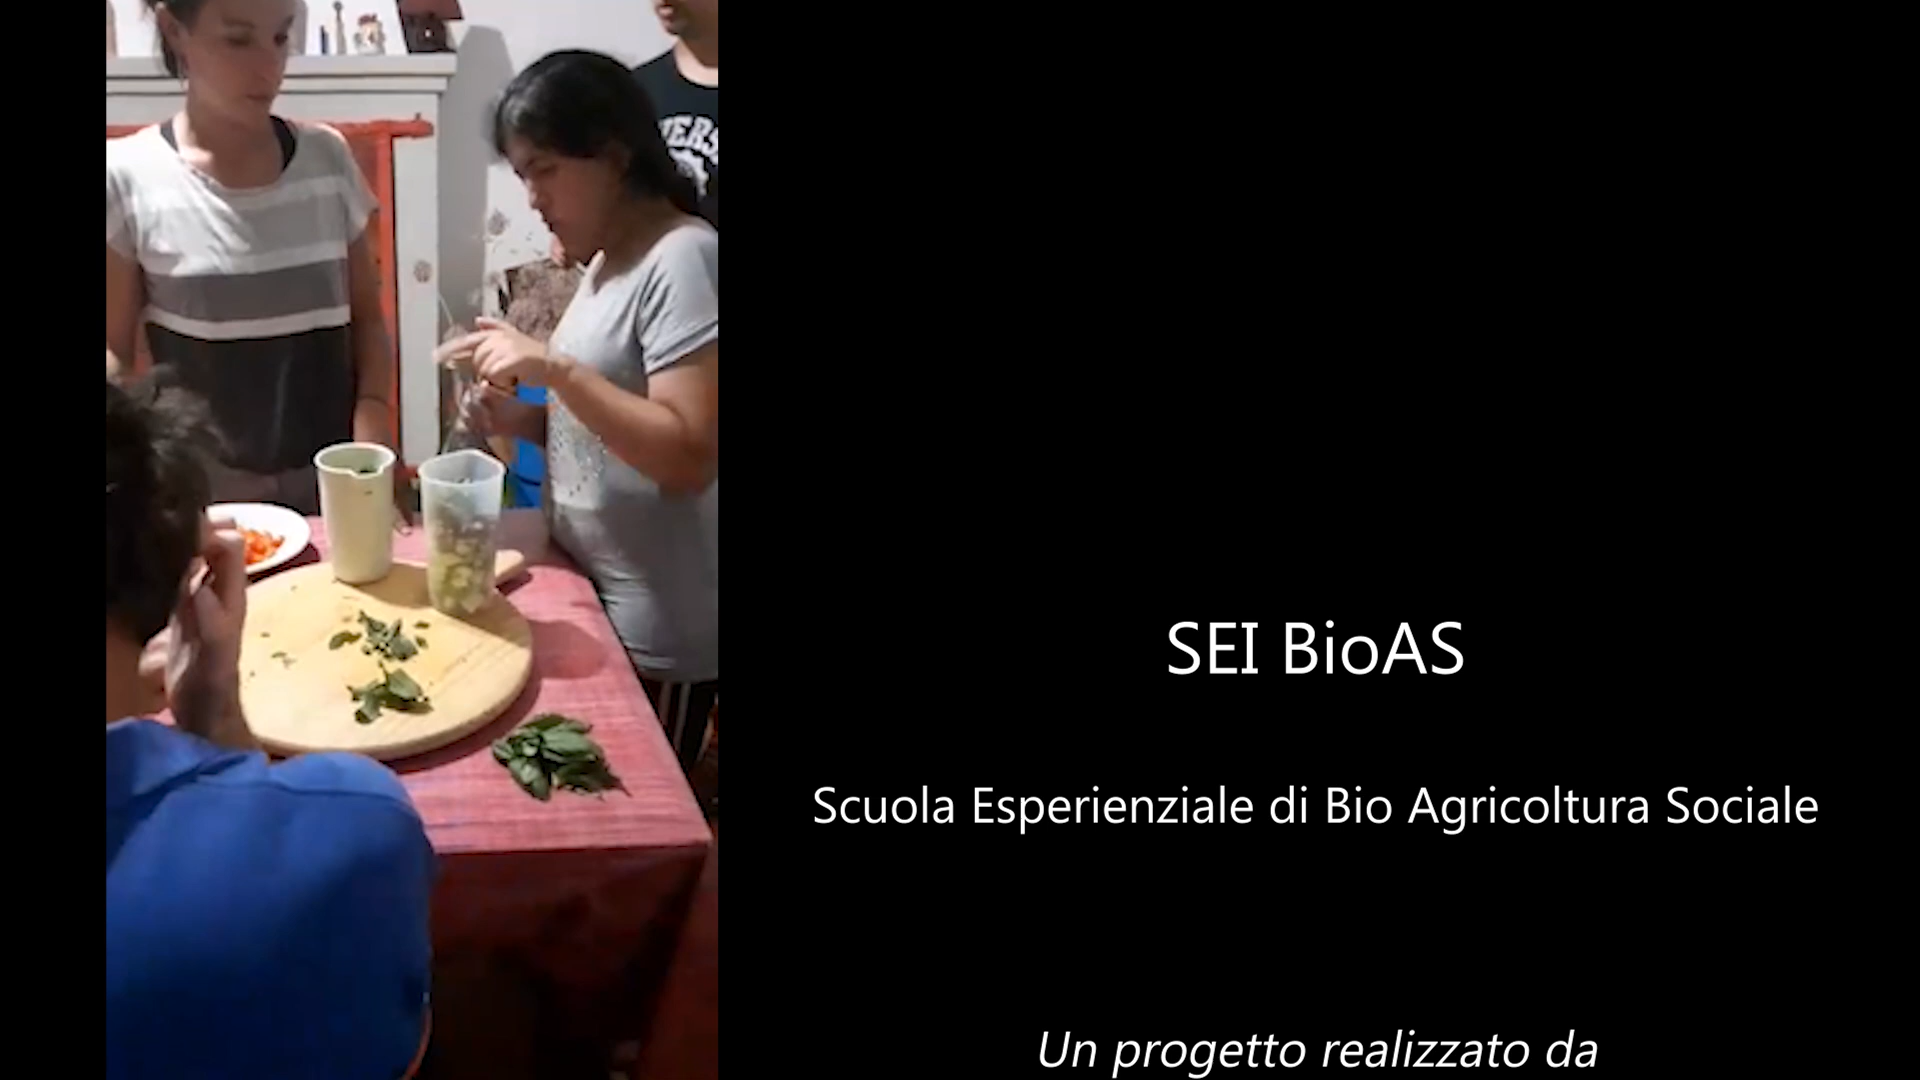 SEI BioAS
Scuola Esperienziale di Bio Agricoltura Sociale
Un progetto realizzato da